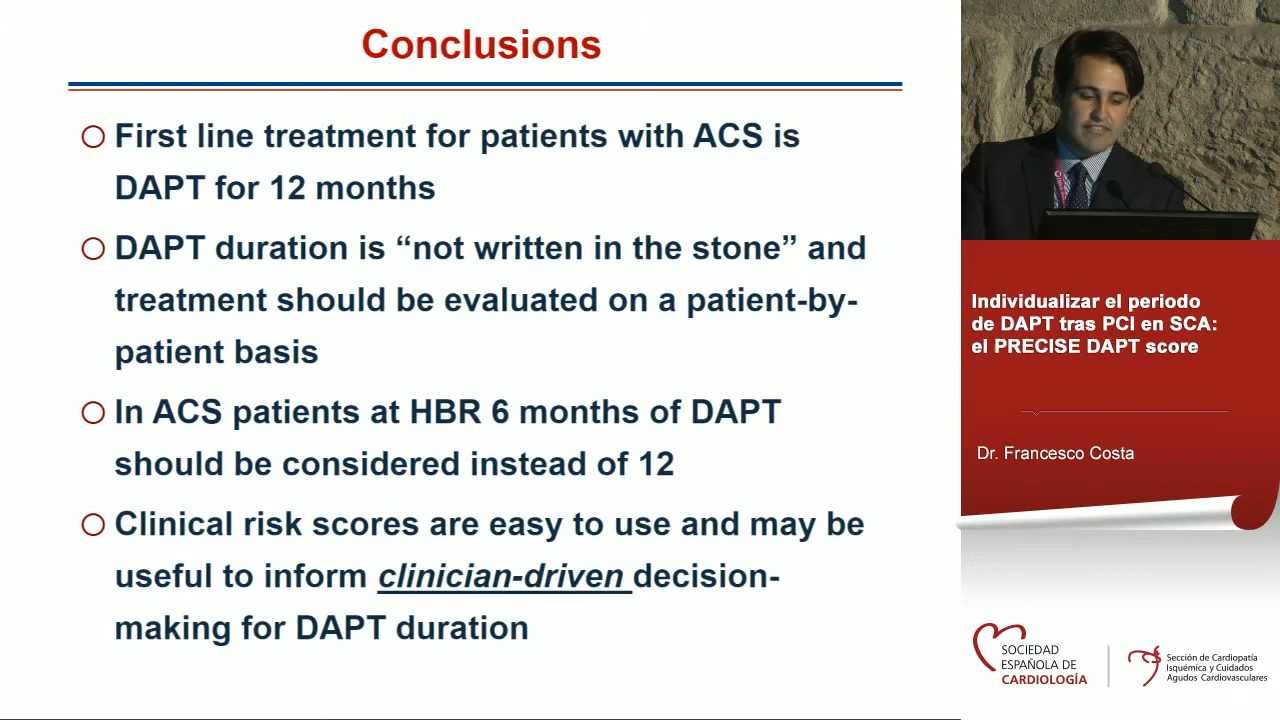 Conclusions
First line treatment for patients with ACS is
DAPT for 12 months
DAPT duration is “not written in the stone” and
treatment should be evaluated on a patient-by-
patient basis
In ACS patients at HBR 6 months of DAPT
should be considered instead of 12
Clinical risk scores are easy to use and may be
useful to inform clinician-driven decision-
making for DAPT duration
Individualizar el periodo
de DAPT tras PCI en SCA:
el PRECISE DAPT score
Dr. Francesco Costa
SOCIEDAD
ESPAÑOLA DE
CARDIOLOGÍA
Sección de Cardiopatía
Isquémica y Cuidados
Agudos Cardiovasculares